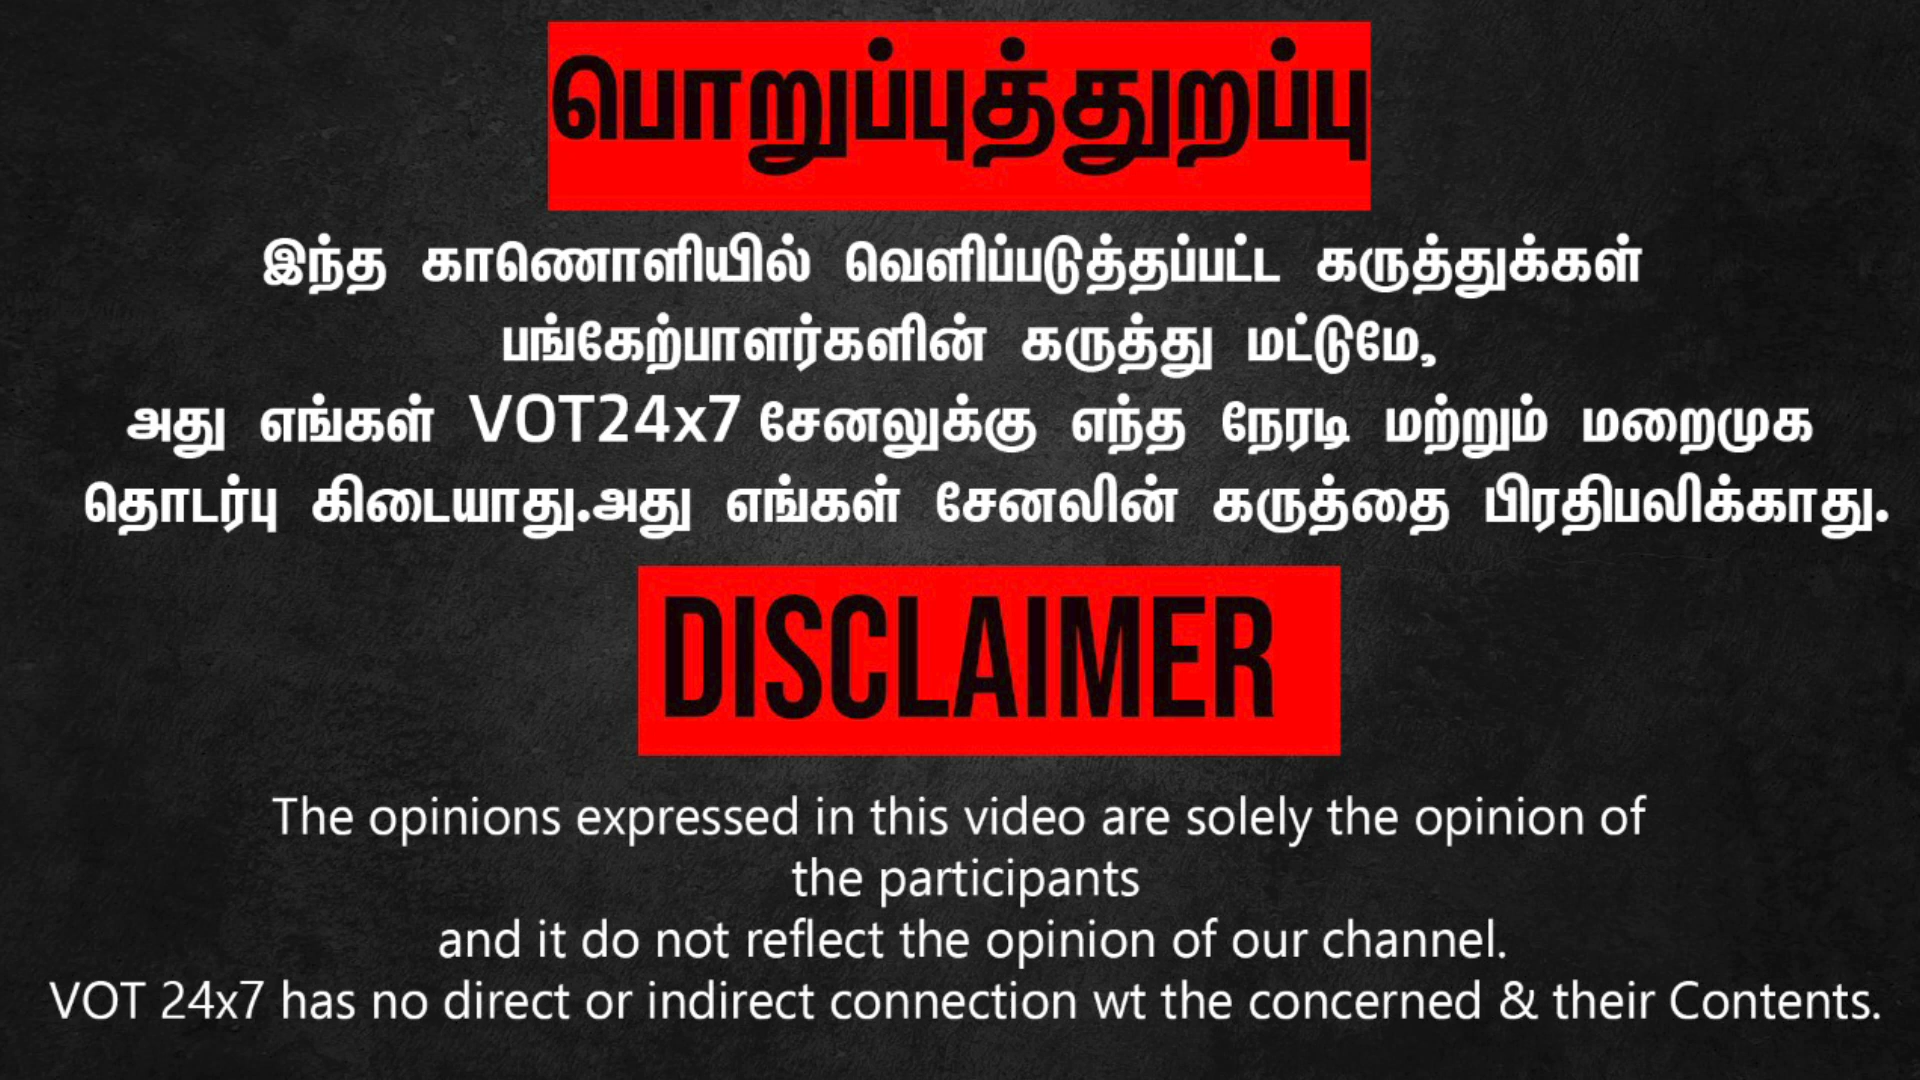 பொறுப்புத்துறப்பு
இந்த காணொளியில் வெளிப்படுத்தப்பட்ட கருத்துக்கள்
பங்கேற்பாளர்களின் கருத்து மட்டுமே,
அது எங்கள் VOT24x7 சேனலுக்கு எந்த நேரடி மற்றும் மறைமுக
தொடர்பு கிடையாது.அது எங்கள் சேனலின் கருத்தை பிரதிபலிக்காது.
DISCLAIMER
The opinions expressed in this video are solely the opinion of
the participants
and it do not reflect the opinion of our channel.
VOT 24x7 has no direct or indirect connection wt the concerned & their Contents.